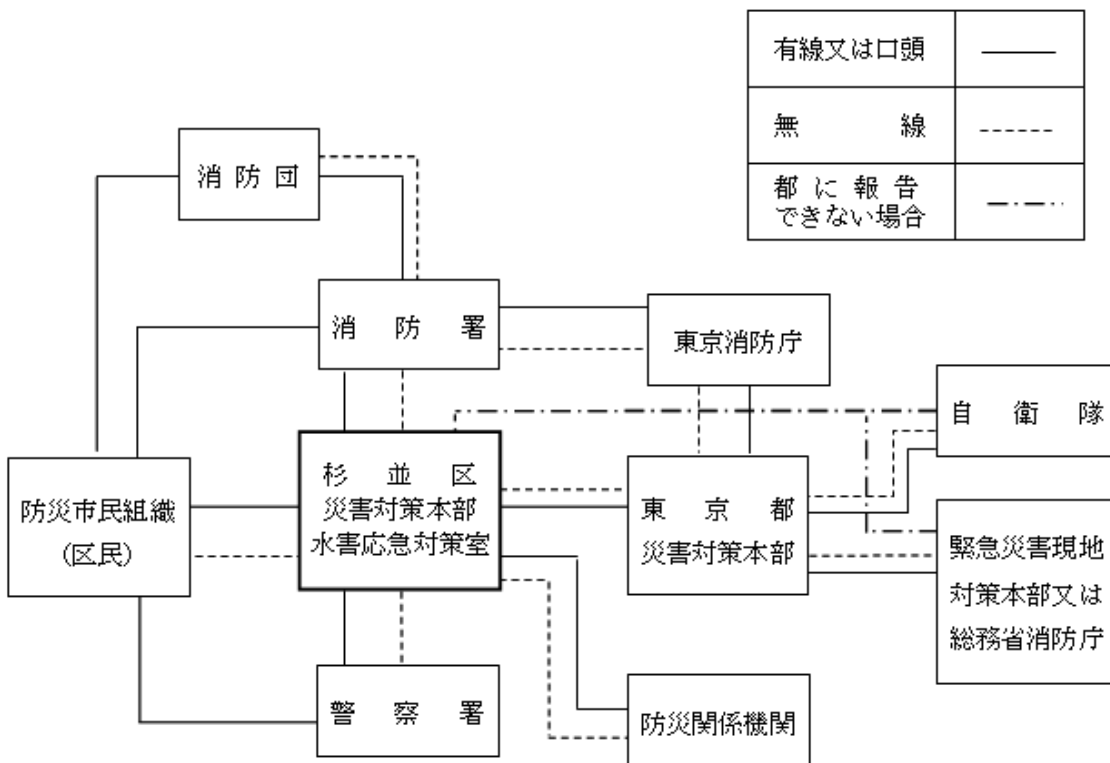 有線又は口頭
無線
都に報告
できない場合
消防団
消防署
東京消防庁
自衛隊
杉並区
災害対策本部
水害応急対策室
東京都
災害対策本部
防災市民組織
(区民)
緊急災害現地
対策本部又は
総務省消防庁
警察署
防災関係機関